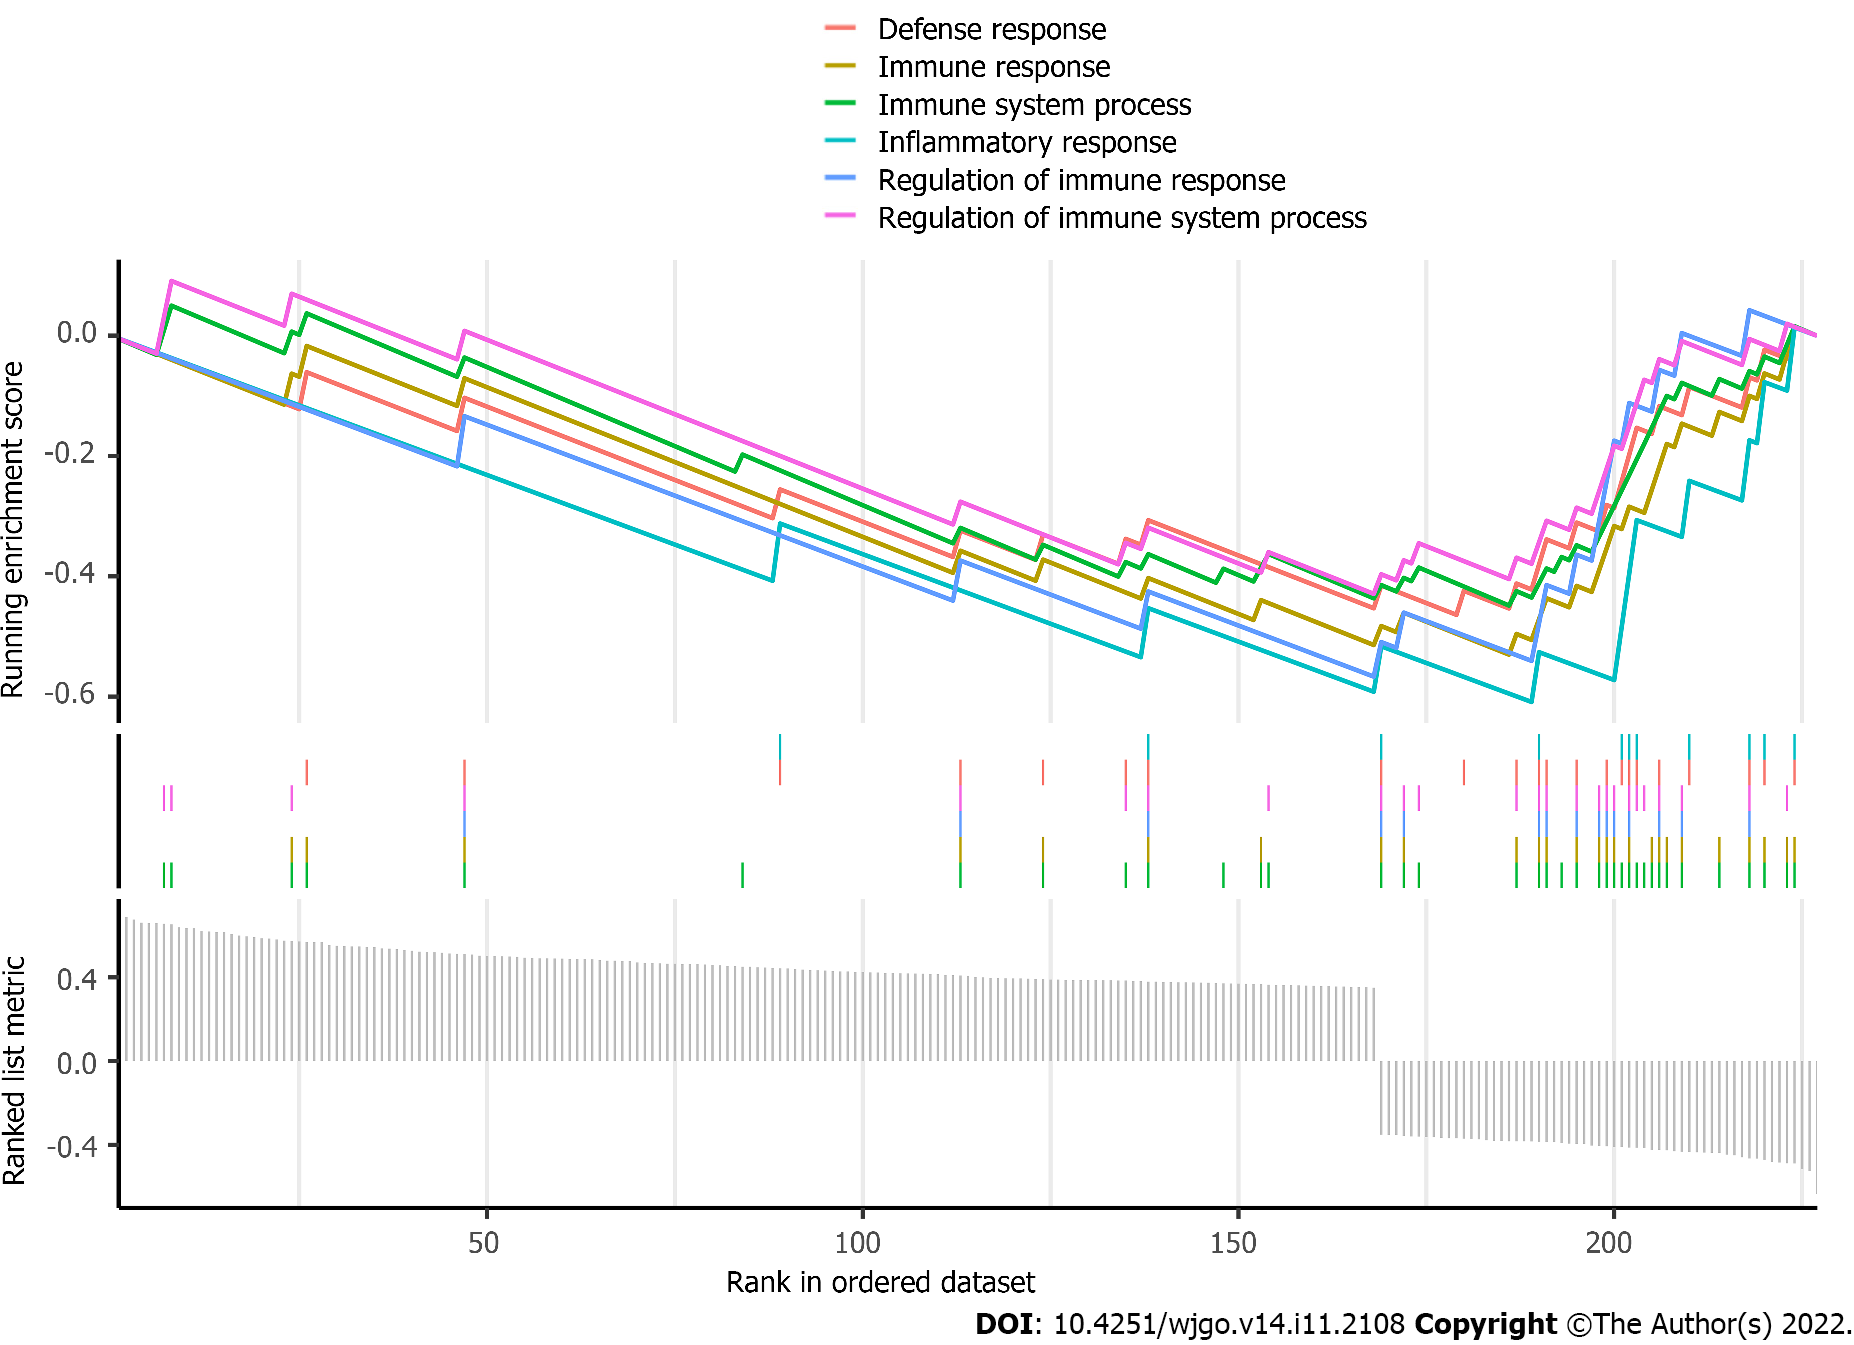 Defense response
Immune response
Immune system process
Inflammatory response
Regulation of immune response
Regulation of immune system process
Running enrichment score
0.0
-0.2
-0.4
-0.6
Ranked list metric
0.4
0.0
-0.4
50
100
150
200
Rank in ordered dataset
DOI: 10.4251/wjgo.v14.i11.2108 Copyright ©The Author(s) 2022.